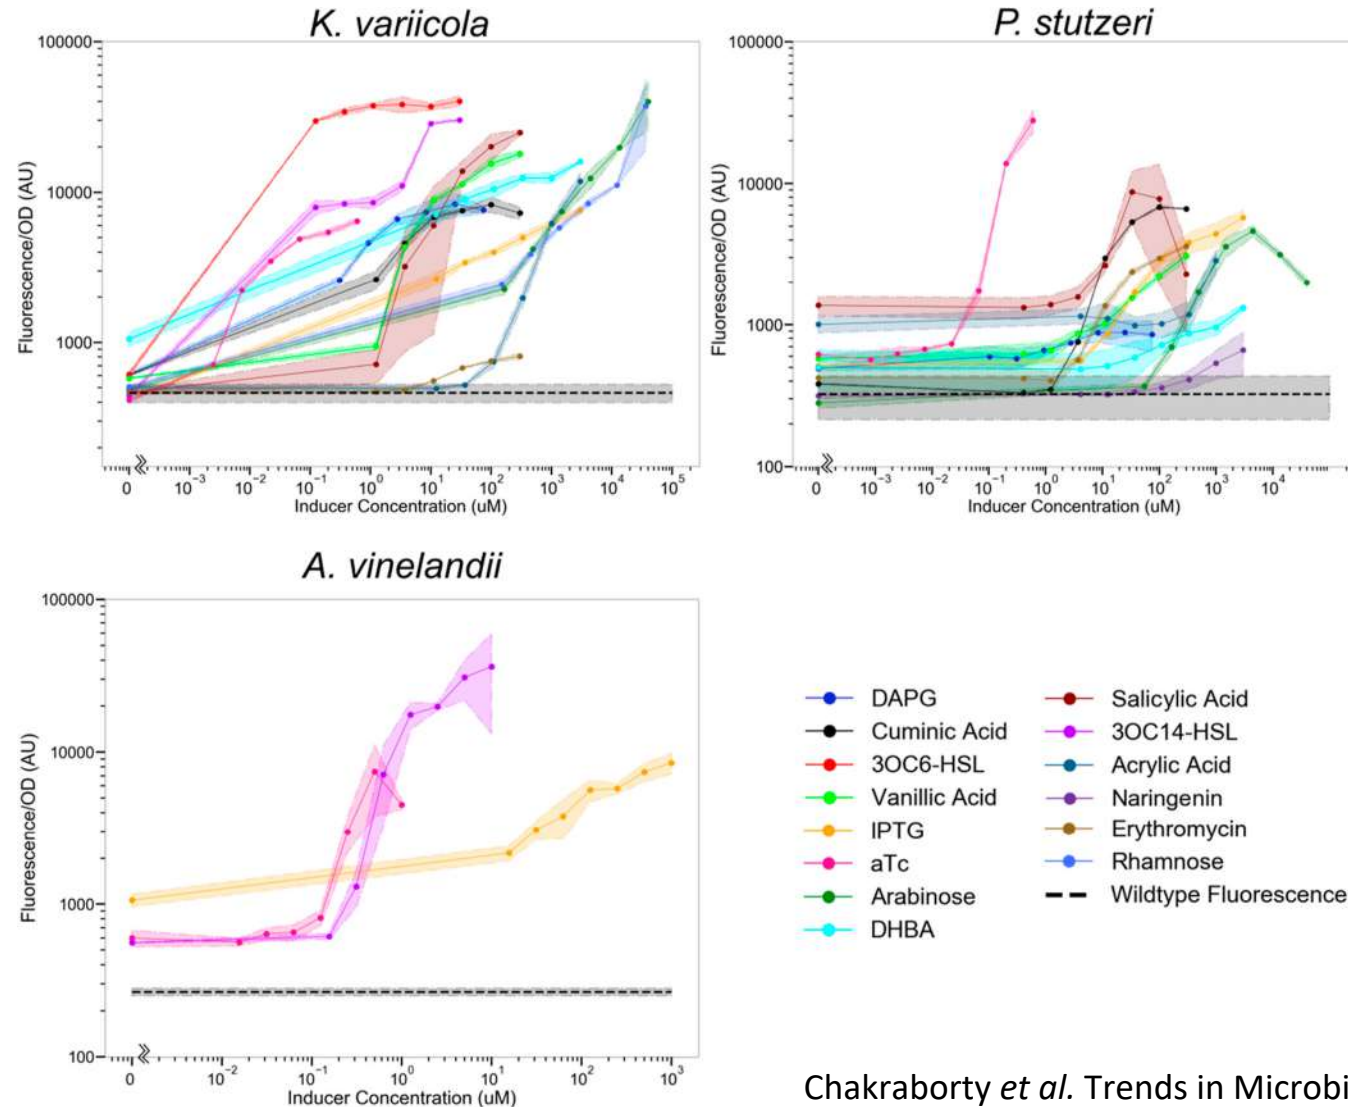 K. variicola
100000
10000
1000
Fluorescence/OD (AU)
0 10⁻³ 10⁻² 10⁻¹ 10⁰ 10¹ 10² 10³ 10⁴ 10⁵
Inducer Concentration (uM)
P. stutzeri
100000
10000
1000
100
Fluorescence/OD (AU)
0 10⁻³ 10⁻² 10⁻¹ 10⁰ 10¹ 10² 10³ 10⁴
Inducer Concentration (uM)
A. vinelandii
100000
10000
1000
100
Fluorescence/OD (AU)
0 10⁻² 10⁻¹ 10⁰ 10¹ 10² 10³
Inducer Concentration (uM)
DAPG
Cuminic Acid
3OC6-HSL
Vanillic Acid
IPTG
aTc
Arabinose
DHBA
Salicylic Acid
3OC14-HSL
Acrylic Acid
Naringenin
Erythromycin
Rhamnose
Wildtype Fluorescence
Chakraborty et al. Trends in Microbi